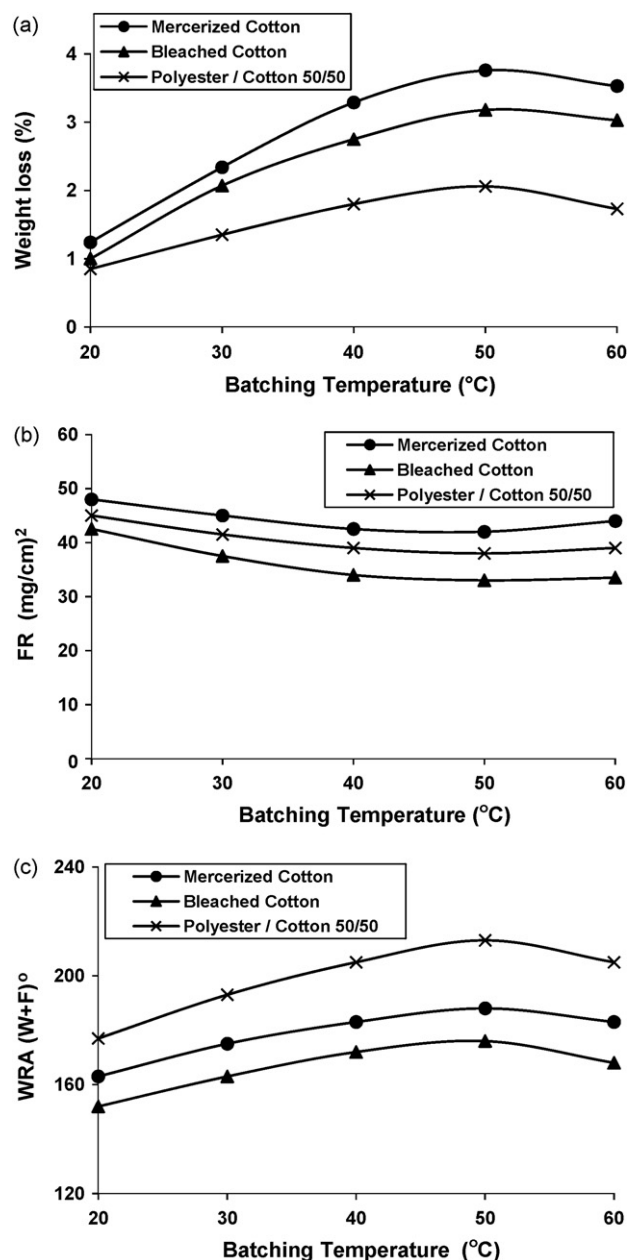 (a)
Mercerized Cotton
Bleached Cotton
Polyester / Cotton 50/50
Weight loss (%)
4
3
2
1
0
20 30 40 50 60
Batching Temperature (°C)
(b)
Mercerized Cotton
Bleached Cotton
Polyester / Cotton 50/50
FR (mg/cm)²
60
50
40
30
20
10
0
20 30 40 50 60
Batching Temperature (°C)
(c)
Mercerized Cotton
Bleached Cotton
Polyester / Cotton 50/50
WRA (W+F)º
240
200
160
120
20 30 40 50 60
Batching Temperature (°C)